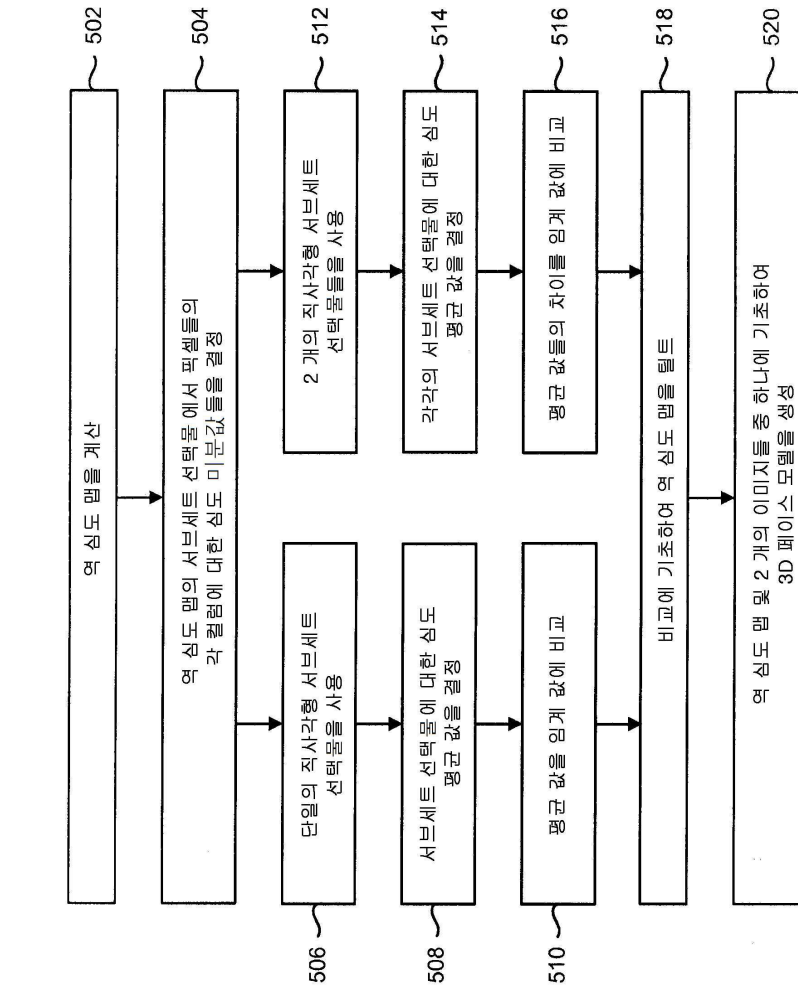 502
역 심도 맵을 계산
504
역 심도 맵의 서브세트 선택물 에서 픽셀들의
각 컬럼에 대한 심도 미분값들을 결정
506
단일의 직사각형 서브세트
선택물을 사용
508
서브세트 선택물에 대한 심도
평균 값을 결정
510
평균 값을 임계 값에 비교
512
2 개의 직사각형 서브세트
선택물들을 사용
514
각각의 서브세트 선택물에 대한 심도
평균 값을 결정
516
평균 값들의 차이를 임계 값에 비교
518
비교에 기초하여 역 심도 맵을 틸트
520
역 심도 맵 및 2 개의 이미지들 중 하나에 기초하여
3D 페이스 모델을 생성